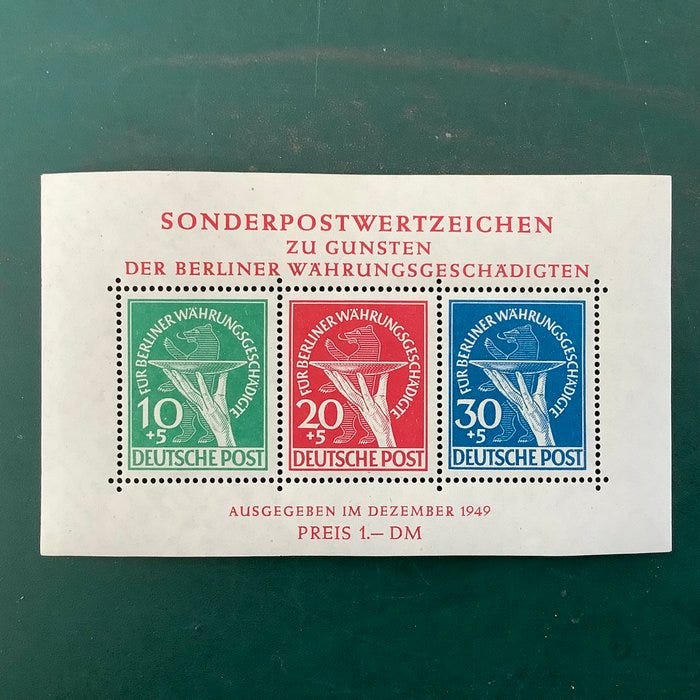 SONDERPOSTWERTZEICHEN
ZU GUNSTEN
DER BERLINER WÄHRUNGSGESCHÄDIGTEN
FÜR BERLINER WÄHRUNGSGESCHÄDIGTE
10
+5
DEUTSCHE POST
FÜR BERLINER WÄHRUNGSGESCHÄDIGTE
20
+5
DEUTSCHE POST
FÜR BERLINER WÄHRUNGSGESCHÄDIGTE
30
+5
DEUTSCHE POST
AUSGEGEBEN IM DEZEMBER 1949
PREIS 1.— DM